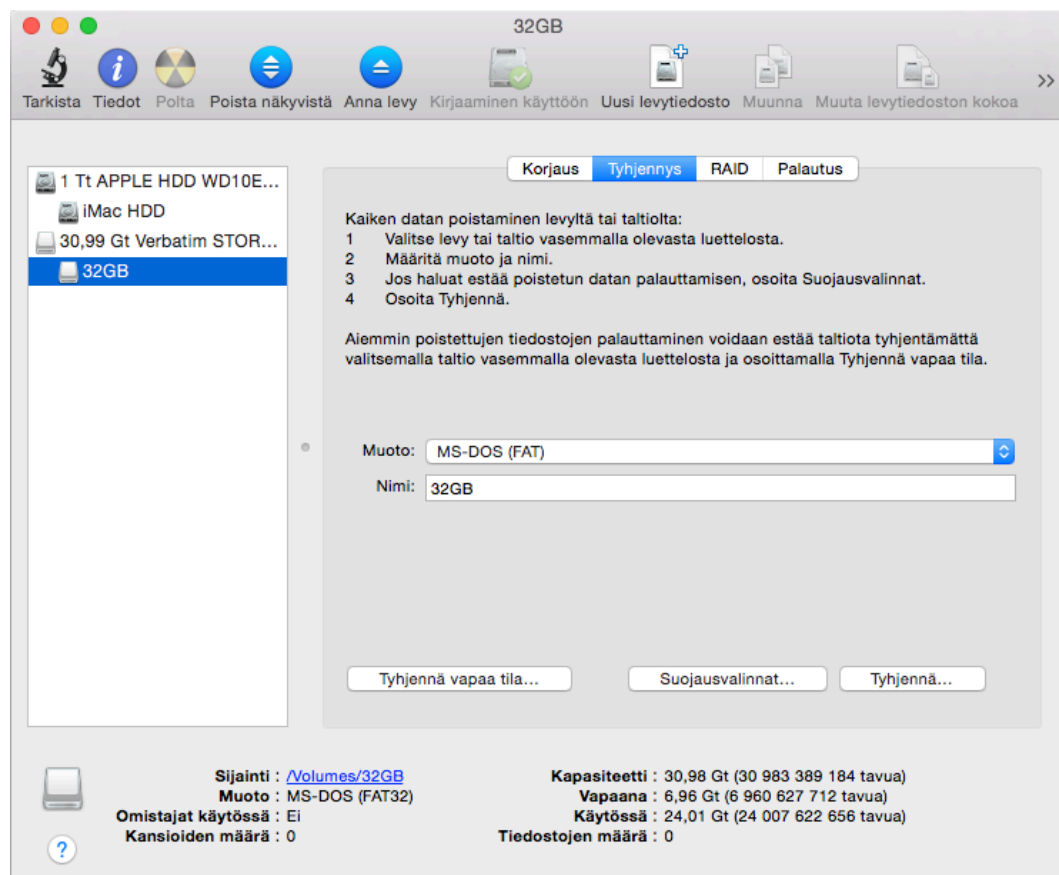 32GB
Tarkista Tiedot Polta Poista näkyvistä Anna levy Kirjaaminen käyttöön Uusi levytiedosto Muunna Muuta levytiedoston kokoa
1 Tt APPLE HDD WD10E...
iMac HDD
30,99 Gt Verbatim STOR...
32GB
Korjaus Tyhjennys RAID Palautus
Kaiken datan poistaminen levyltä tai taltiolta:
1 Valitse levy tai taltio vasemmalla olevasta luettelosta.
2 Määritä muoto ja nimi.
3 Jos haluat estää poistetun datan palauttamisen, osoita Suojausvalinnat.
4 Osoita Tyhjennä.
Aiemmin poistettujen tiedostojen palauttaminen voidaan estää taltiota tyhjentämättä
valitsemalla taltio vasemmalla olevasta luettelosta ja osoittamalla Tyhjennä vapaa tila.
Muoto: MS-DOS (FAT)
Nimi: 32GB
Tyhjennä vapaa tila... Suojausvalinnat... Tyhjennä...
Sijainti : /Volumes/32GB
Muoto : MS-DOS (FAT32)
Omistajat käytössä : Ei
Kansioiden määrä : 0
Kapasiteetti : 30,98 Gt (30 983 389 184 tavua)
Vapaana : 6,96 Gt (6 960 627 712 tavua)
Käytössä : 24,01 Gt (24 007 622 656 tavua)
Tiedostojen määrä : 0
?